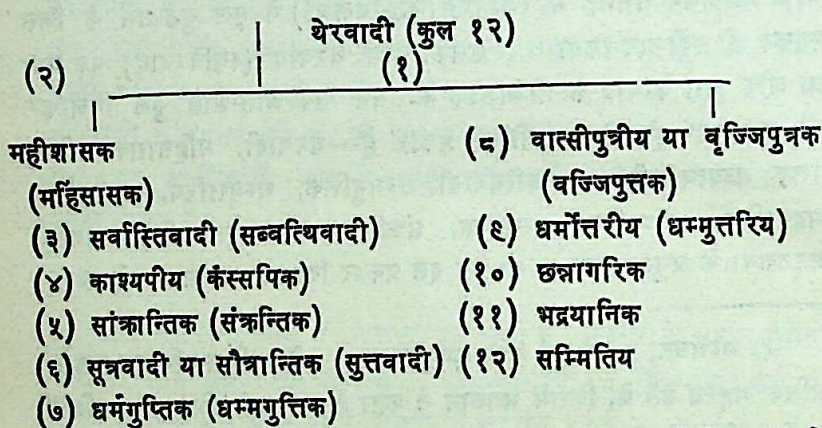 थेरवादी (कुल १२)
(२) (१)
महीशासक (८) वात्सीपुत्रीय या वृज्जिपुत्रक
(महिंसासक) (वज्जिपुत्तक)
(३) सर्वास्तिवादी (सब्बत्थिवादी) (९) धर्मोत्तरीय (धम्मुत्तरिय)
(४) काश्यपीय (कंस्सपिक) (१०) छन्नागरिक
(५) सांक्रान्तिक (संक्रन्तिक) (११) भद्रयानिक
(६) सूत्रवादी या सौत्रान्तिक (सुत्तवादी) (१२) सम्मितिय
(७) धर्मगुप्तिक (धम्मगुत्तिक)